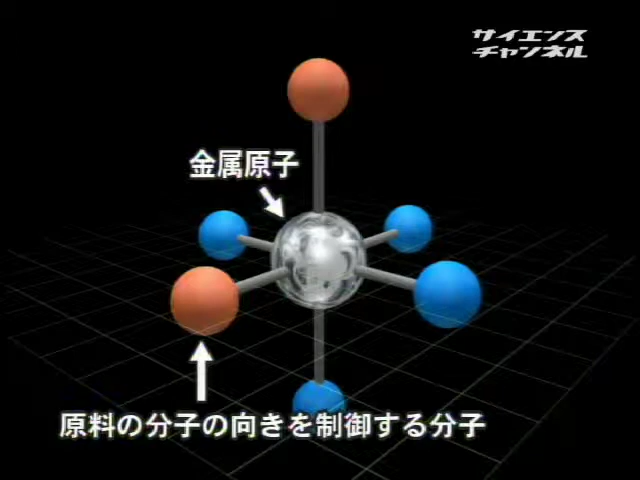 サイエンス
チャンネル
金属原子
原料の分子の向きを制御する分子